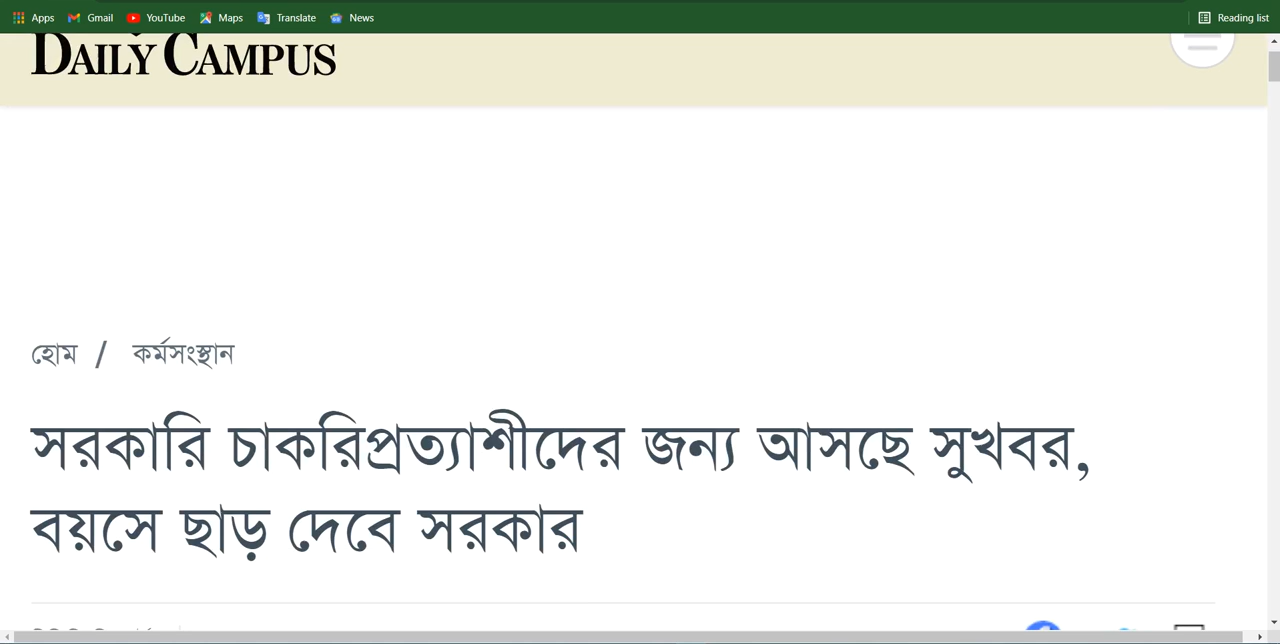 Apps Gmail YouTube Maps Translate News Reading list
DAILY CAMPUS
হোম / কর্মসংস্থান
সরকারি চাকরিপ্রত্যাশীদের জন্য আসছে সুখবর,
বয়সে ছাড় দেবে সরকার